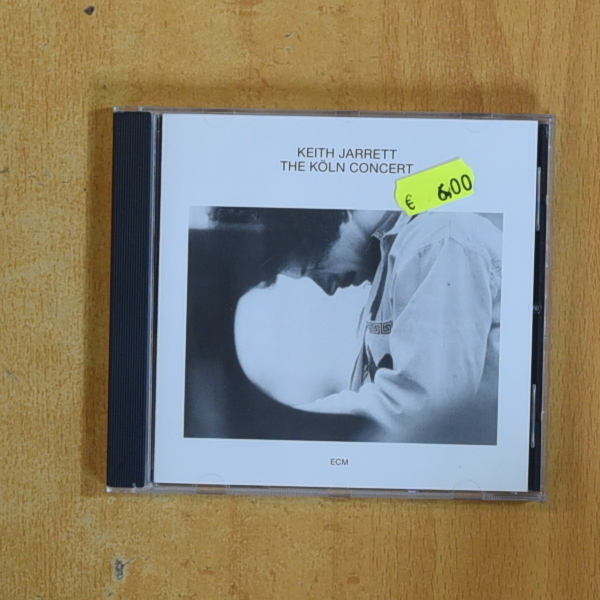 KEITH JARRETT
THE KÖLN CONCERT
€ 6.00
ECM